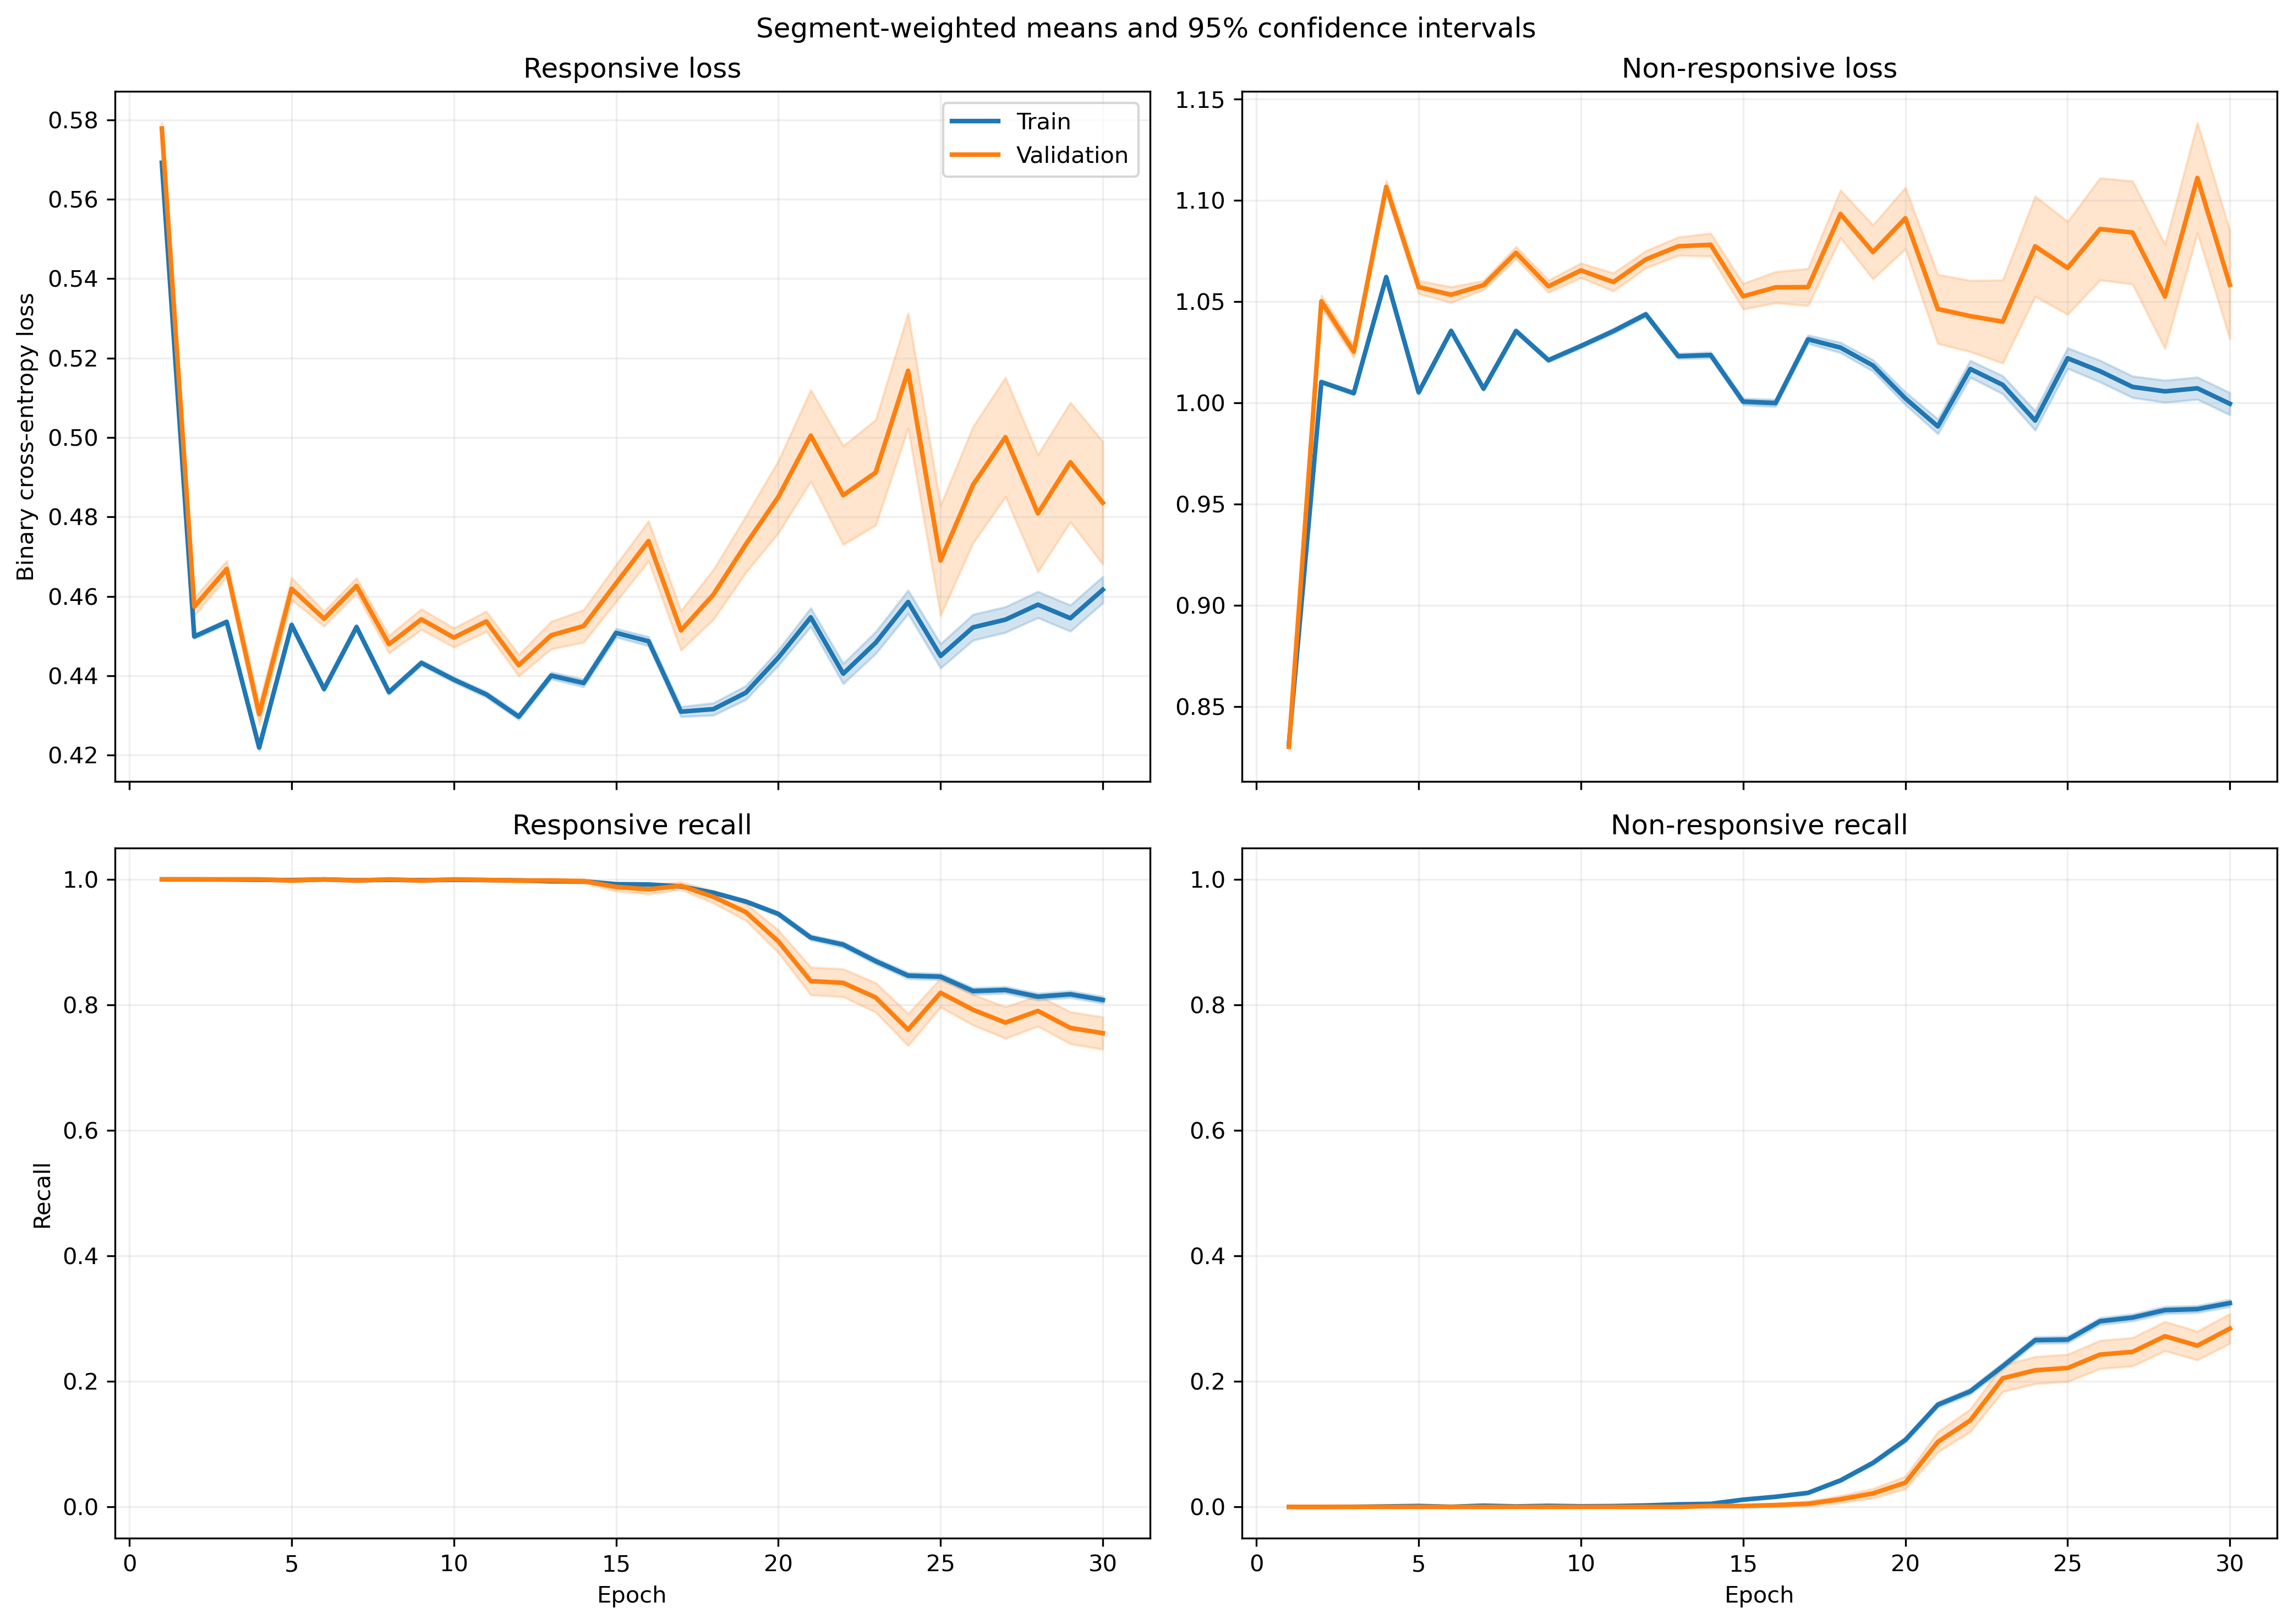 Segment-weighted means and 95% confidence intervals
Responsive loss
Binary cross-entropy loss
0.58
0.56
0.54
0.52
0.50
0.48
0.46
0.44
0.42
Train
Validation
Non-responsive loss
1.15
1.10
1.05
1.00
0.95
0.90
0.85
Responsive recall
Recall
1.0
0.8
0.6
0.4
0.2
0.0
0 5 10 15 20 25 30
Epoch
Non-responsive recall
1.0
0.8
0.6
0.4
0.2
0.0
0 5 10 15 20 25 30
Epoch